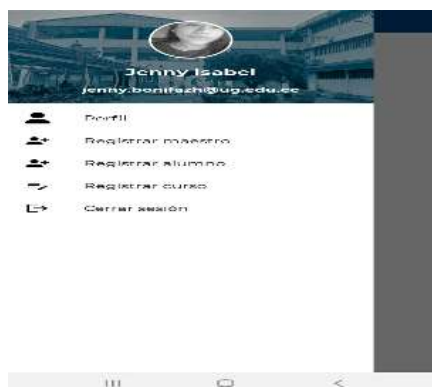 Jenny Isabel
jenny.bonifazh@ug.edu.ec
Perfil
Registrar maestro
Registrar alumno
Registrar curso
Cerrar sesión